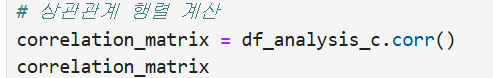 # 상관관계 행렬 계산
correlation_matrix = df_analysis_c.corr()
correlation_matrix